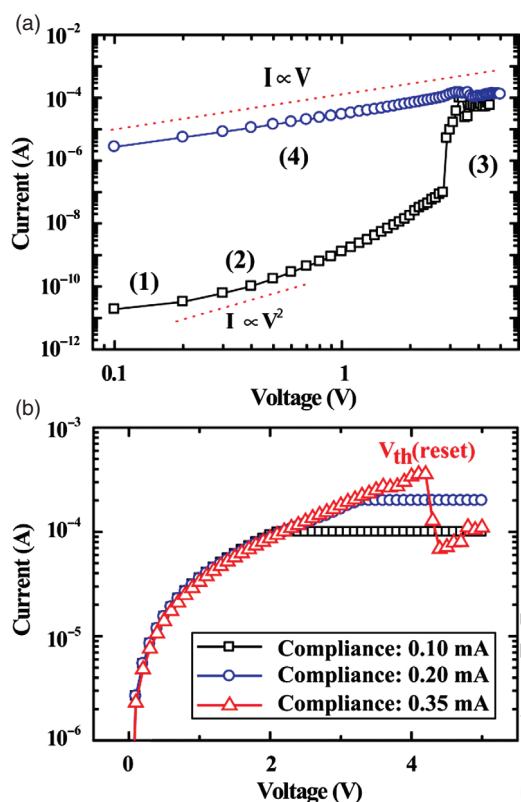 (a)
10⁻²
10⁻⁴
10⁻⁶
10⁻⁸
10⁻¹⁰
10⁻¹²
Current (A)
I ∝V
(4)
(3)
(2)
(1)
I ∝V²
0.1
1
Voltage (V)
(b)
10⁻³
10⁻⁴
10⁻⁵
10⁻⁶
Current (A)
Vth(reset)
Compliance: 0.10 mA
Compliance: 0.20 mA
Compliance: 0.35 mA
0
2
4
Voltage (V)